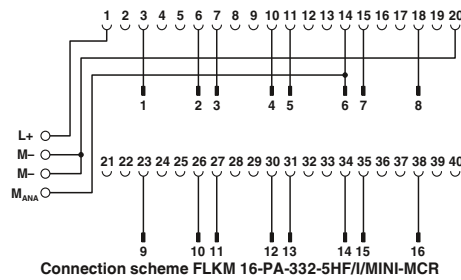 1 2 3 4 5 6 7 8 9 10 11 12 13 14 15 16 17 18 19 20
1 2 3 4 5 6 7 8
L+
M–
M–
MANA
21 22 23 24 25 26 27 28 29 30 31 32 33 34 35 36 37 38 39 40
9 10 11 12 13 14 15 16
Connection scheme FLKM 16-PA-332-5HF/I/MINI-MCR